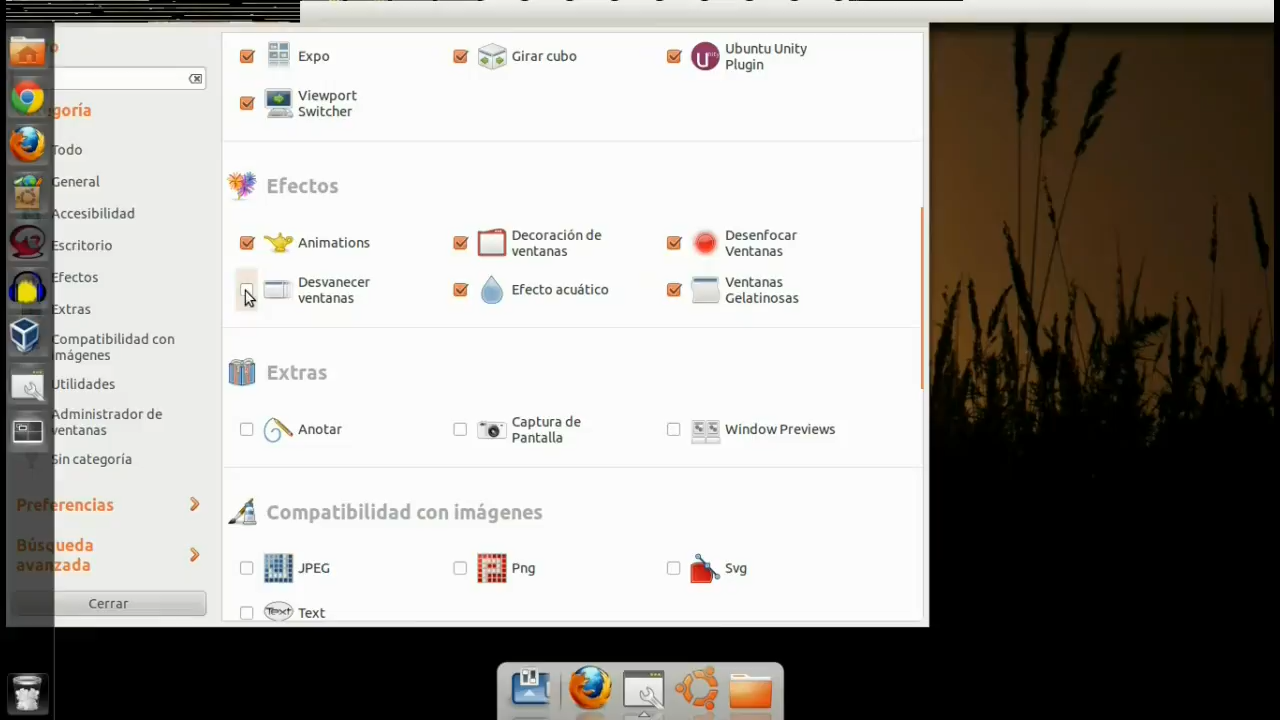 Expo
Girar cubo
Ubuntu Unity
Plugin
Viewport
Switcher
Todo
General
Accesibilidad
Escritorio
Efectos
Extras
Compatibilidad con
imágenes
Utilidades
Administrador de
ventanas
Sin categoría
Preferencias
Búsqueda
avanzada
Cerrar
Efectos
Animations
Decoración de
ventanas
Desenfocar
Ventanas
Desvanecer
ventanas
Efecto acuático
Ventanas
Gelatinosas
Extras
Anotar
Captura de
Pantalla
Window Previews
Compatibilidad con imágenes
JPEG
Png
Svg
Text
Text